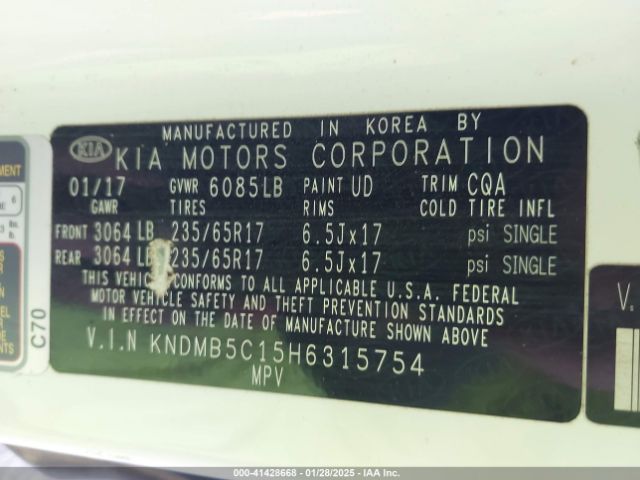 MANUFACTURED IN KOREA BY
KIA KIA MOTORS CORPORATION
01/17 GVWR 6085LB PAINT UD TRIM CQA
GAWR TIRES RIMS COLD TIRE INFL
FRONT 3064 LB 235/65R17 6.5Jx17 psi SINGLE
REAR 3064 LB 235/65R17 6.5Jx17 psi SINGLE
THIS VEHICLE CONFORMS TO ALL APPLICABLE U.S.A. FEDERAL
MOTOR VEHICLE SAFETY AND THEFT PREVENTION STANDARDS
IN EFFECT ON THE DATE OF MANUFACTURE SHOWN ABOVE
V.I.N KNDMB5C15H6315754
MPV
C70
V.
000-41428668 - 01/28/2025 - IAA Inc.